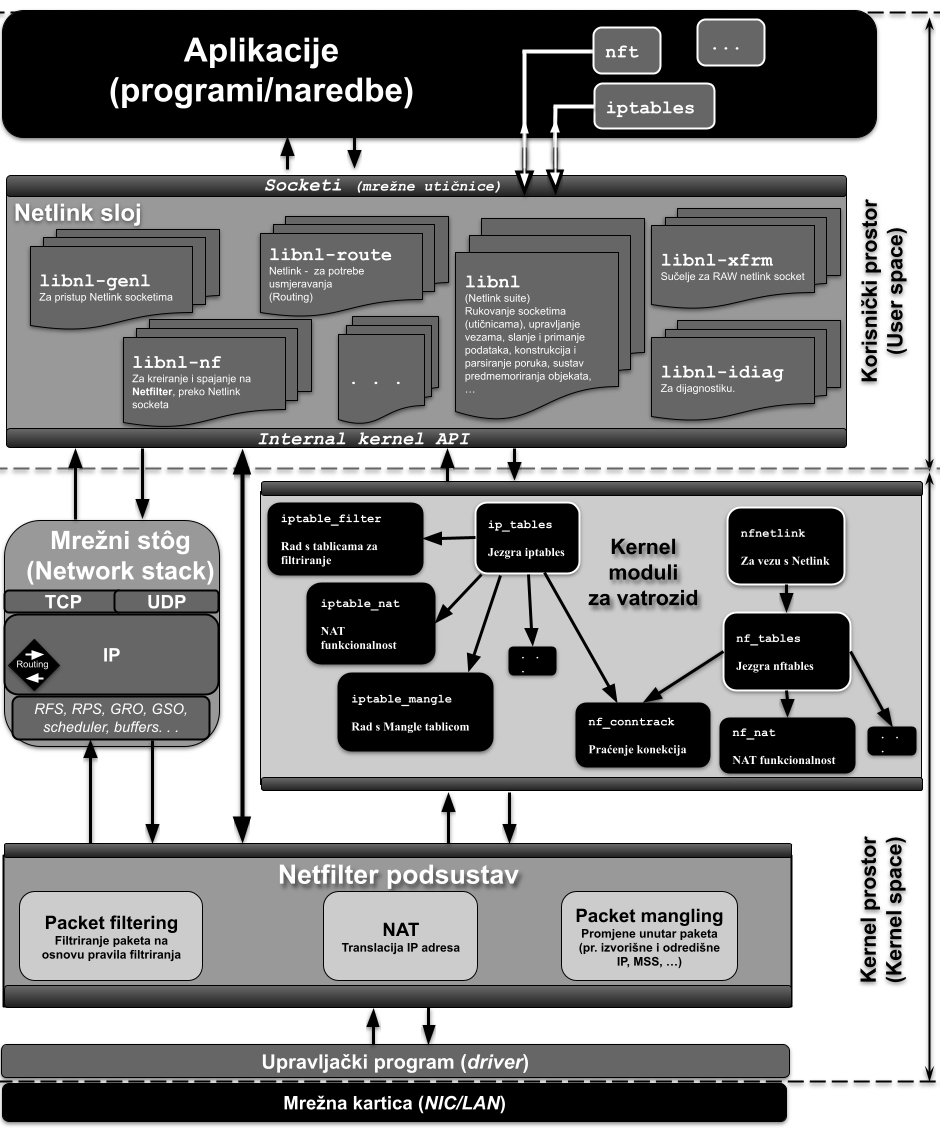 Aplikacije
(programi/naredbe)
nft
...
iptables
Socketi (mrežne utičnice)
Netlink sloj
libnl-genl
Za pristup Netlink socketima
libnl-route
Netlink - za potrebe
usmjeravanja
(Routing)
libnl
(Netlink suite)
Rukovanje socketima
(utičnicama), upravljanje
vezama, slanje i primanje
podataka, konstrukcija i
parsiranje poruka, sustav
predmemoriranja objekata,
...
libnl-xfrm
Sučelje za RAW netlink socket
libnl-nf
Za kreiranje i spajanje na
Netfilter, preko Netlink
socketa
. . .
libnl-idiag
Za dijagnostiku.
Internal kernel API
Korisnički prostor
(User space)
Mrežni stôg
(Network stack)
TCP
UDP
IP
Routing
RFS, RPS, GRO, GSO,
scheduler, buffers. . .
iptable_filter
Rad s tablicama za
filtriranje
ip_tables
Jezgra iptables
Kernel
moduli
za vatrozid
nfnetlink
Za vezu s Netlink
iptable_nat
NAT
funkcionalnost
. .
.
nf_tables
Jezgra nftables
iptable_mangle
Rad s Mangle tablicom
nf_conntrack
Praćenje konekcija
nf_nat
NAT funkcionalnost
. .
.
Netfilter podsustav
Packet filtering
Filtriranje paketa na
osnovu pravila filtriranja
NAT
Translacija IP adresa
Packet mangling
Promjene unutar paketa
(pr. izvorišne i odredišne
IP, MSS, ...)
Kernel prostor
(Kernel space)
Upravljački program (driver)
Mrežna kartica (NIC/LAN)